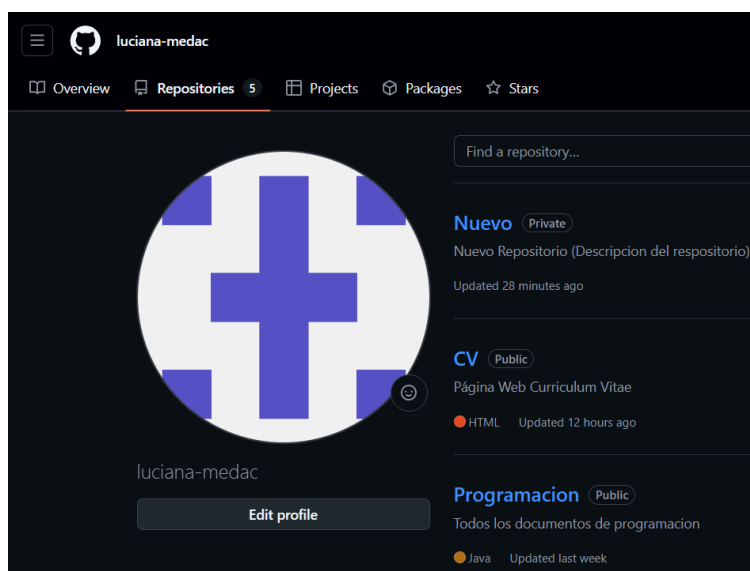 luciana-medac
Overview Repositories 5 Projects Packages Stars
Find a repository...
Nuevo Private
Nuevo Repositorio (Descripcion del respositorio)
Updated 28 minutes ago
CV Public
Página Web Curriculum Vitae
HTML Updated 12 hours ago
luciana-medac
Edit profile
Programacion Public
Todos los documentos de programacion
Java Updated last week